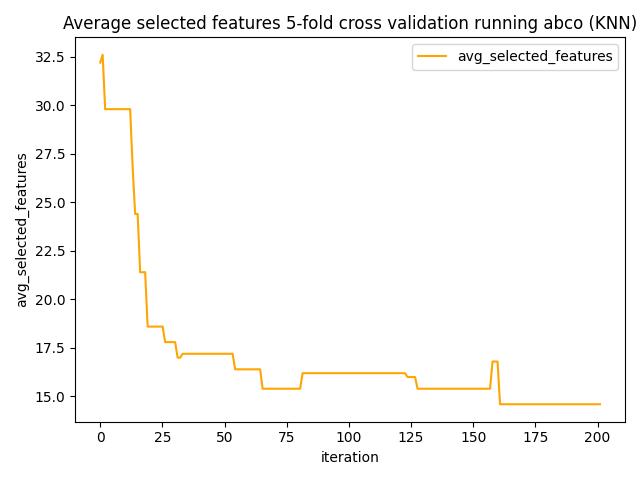 Average selected features 5-fold cross validation running abco (KNN)
avg_selected_features
32.5
30.0
27.5
25.0
22.5
20.0
17.5
15.0
avg_selected_features
0 25 50 75 100 125 150 175 200
iteration